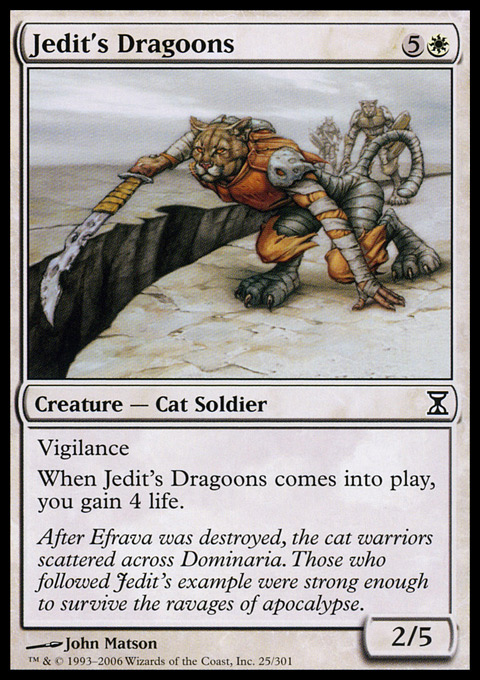 Jedit's Dragoons 5
Creature — Cat Soldier
Vigilance
When Jedit's Dragoons comes into play,
you gain 4 life.
After Efrava was destroyed, the cat warriors
scattered across Dominaria. Those who
followed Jedit's example were strong enough
to survive the ravages of apocalypse.
John Matson
2/5
™ & © 1993–2006 Wizards of the Coast, Inc. 25/301